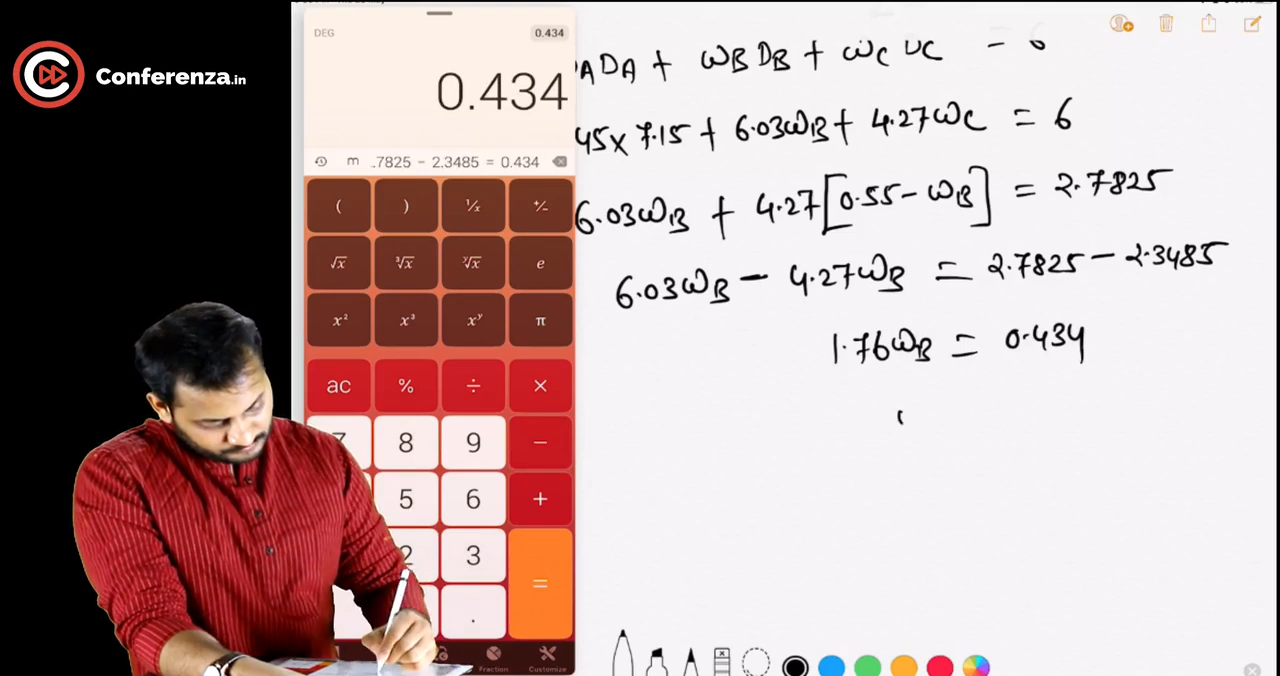 Conferenza.in
DEG
0.434
0.434
m .7825 − 2.3485 = 0.434
( ) ¹/x +/−
√x ∛x ʸ√x e
x² x³ xʸ π
ac % ÷ ×
7 8 9 −
5 6 +
2 3 =
.
Fraction Customize
ADA + ωB DB + ωC DC = 6
45 × 7.15 + 6.03ωB + 4.27ωC = 6
6.03ωB + 4.27[0.55 − ωB] = 2.7825
6.03ωB − 4.27ωB = 2.7825 − 2.3485
1.76ωB = 0.434